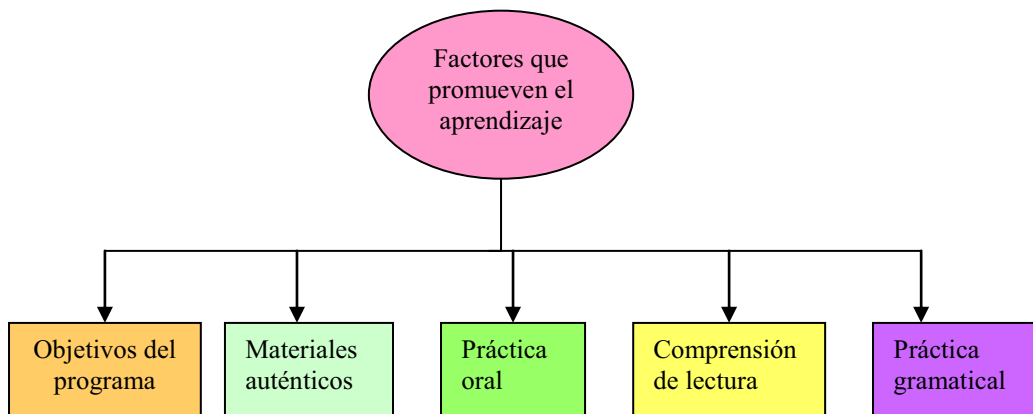 Factores que
promueven el
aprendizaje
Objetivos del
programa
Materiales
auténticos
Práctica
oral
Comprensión
de lectura
Práctica
gramatical